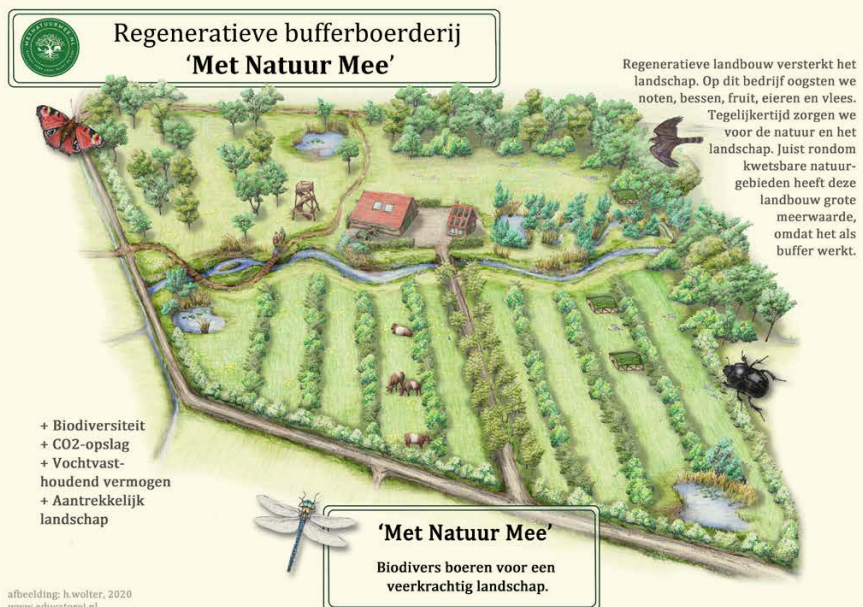 METNATUURMEE.NL
Regeneratieve bufferboerderij
‘Met Natuur Mee’
Regeneratieve landbouw versterkt het
landschap. Op dit bedrijf oogsten we
noten, bessen, fruit, eieren en vlees.
Tegelijkertijd zorgen we
voor de natuur en het
landschap. Juist rondom
kwetsbare natuur-
gebieden heeft deze
landbouw grote
meerwaarde,
omdat het als
buffer werkt.
+ Biodiversiteit
+ CO2-opslag
+ Vochtvast-
houdend vermogen
+ Aantrekkelijk
landschap
‘Met Natuur Mee’
Biodivers boeren voor een
veerkrachtig landschap.
afbeelding: h.wolter, 2020